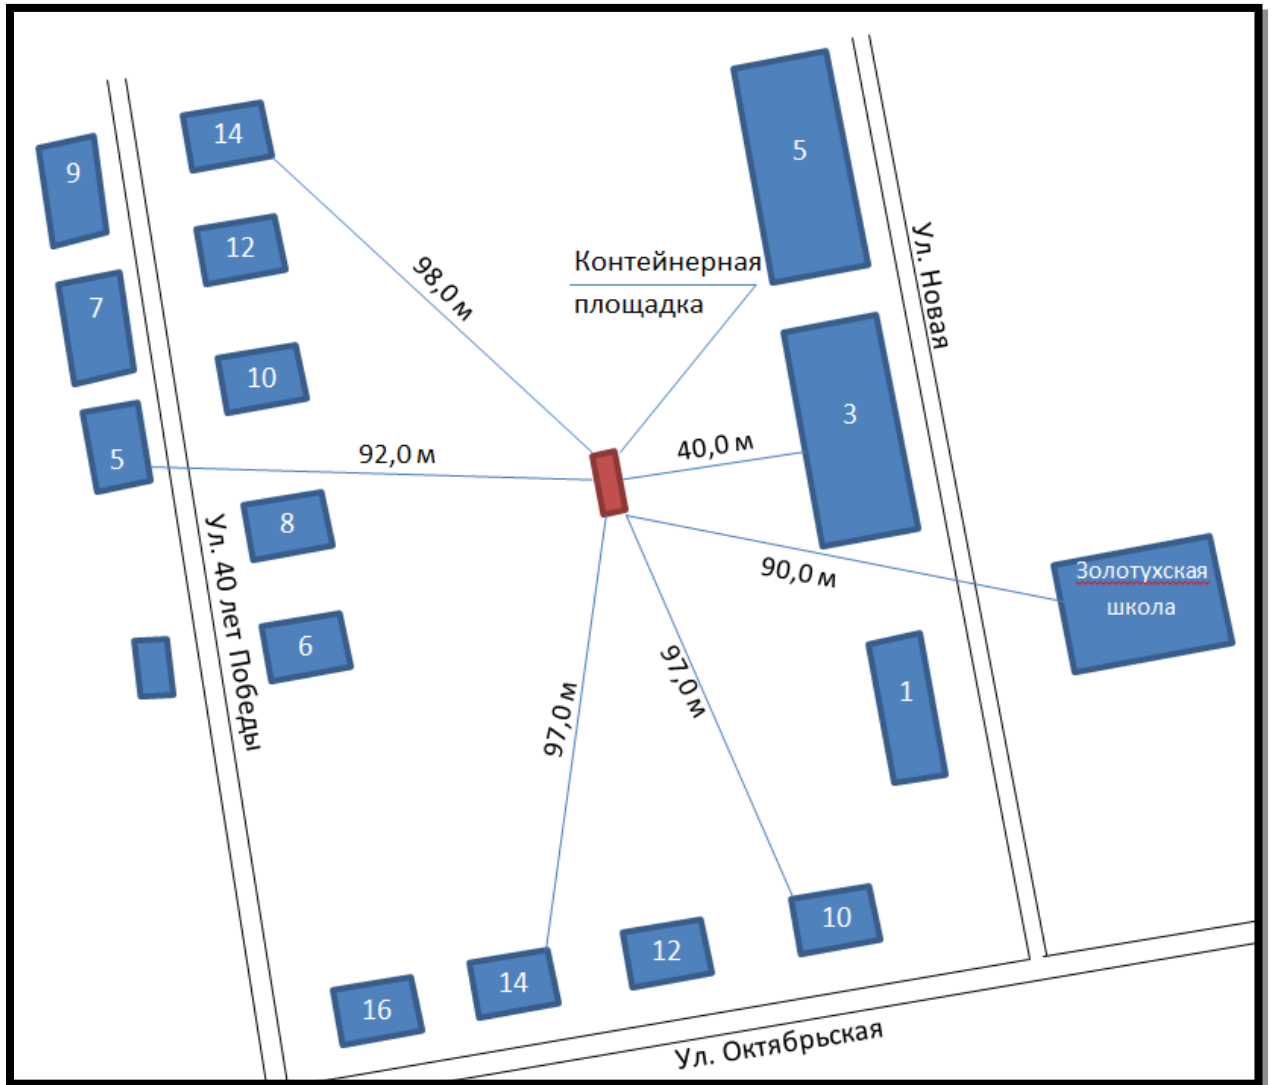 14
9
12
7
10
5
8
6
16
14
12
10
5
3
1
Контейнерная
площадка
98,0 м
92,0 м
40,0 м
90,0 м
97,0 м
97,0 м
Золотухская
школа
Ул. Новая
Ул. 40 лет Победы
Ул. Октябрьская